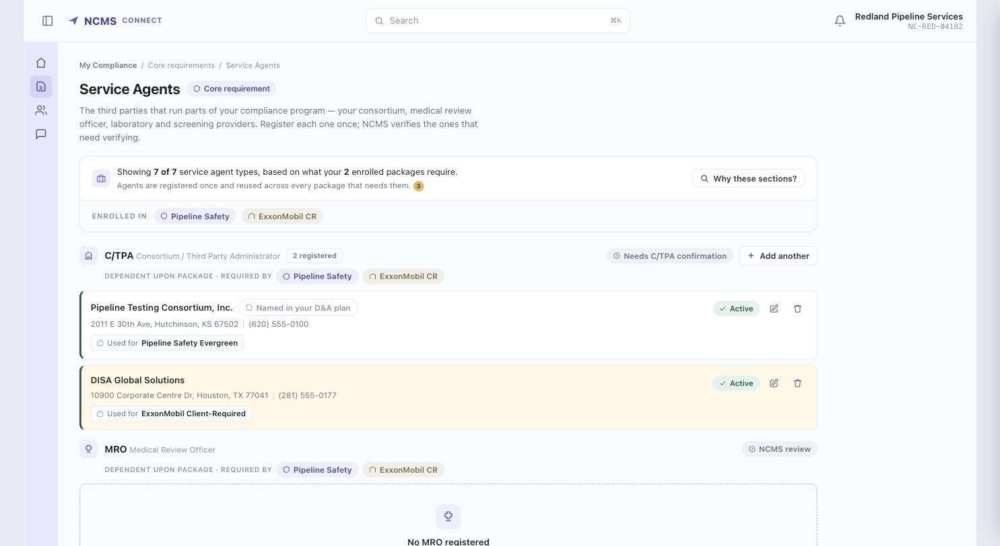 NCMS CONNECT
Search ⌘K
Redland Pipeline Services
NC-RED-04182
My Compliance / Core requirements / Service Agents
Service Agents Core requirement
The third parties that run parts of your compliance program — your consortium, medical review
officer, laboratory and screening providers. Register each one once; NCMS verifies the ones that
need verifying.
Showing 7 of 7 service agent types, based on what your 2 enrolled packages require.
Agents are registered once and reused across every package that needs them. 3
Why these sections?
ENROLLED IN Pipeline Safety ExxonMobil CR
C/TPA Consortium / Third Party Administrator 2 registered Needs C/TPA confirmation Add another
DEPENDENT UPON PACKAGE · REQUIRED BY Pipeline Safety ExxonMobil CR
Pipeline Testing Consortium, Inc. Named in your D&A plan Active
2011 E 30th Ave, Hutchinson, KS 67502 | (620) 555-0100
Used for Pipeline Safety Evergreen
DISA Global Solutions Active
10900 Corporate Centre Dr, Houston, TX 77041 | (281) 555-0177
Used for ExxonMobil Client-Required
MRO Medical Review Officer NCMS review
DEPENDENT UPON PACKAGE · REQUIRED BY Pipeline Safety ExxonMobil CR
No MRO registered